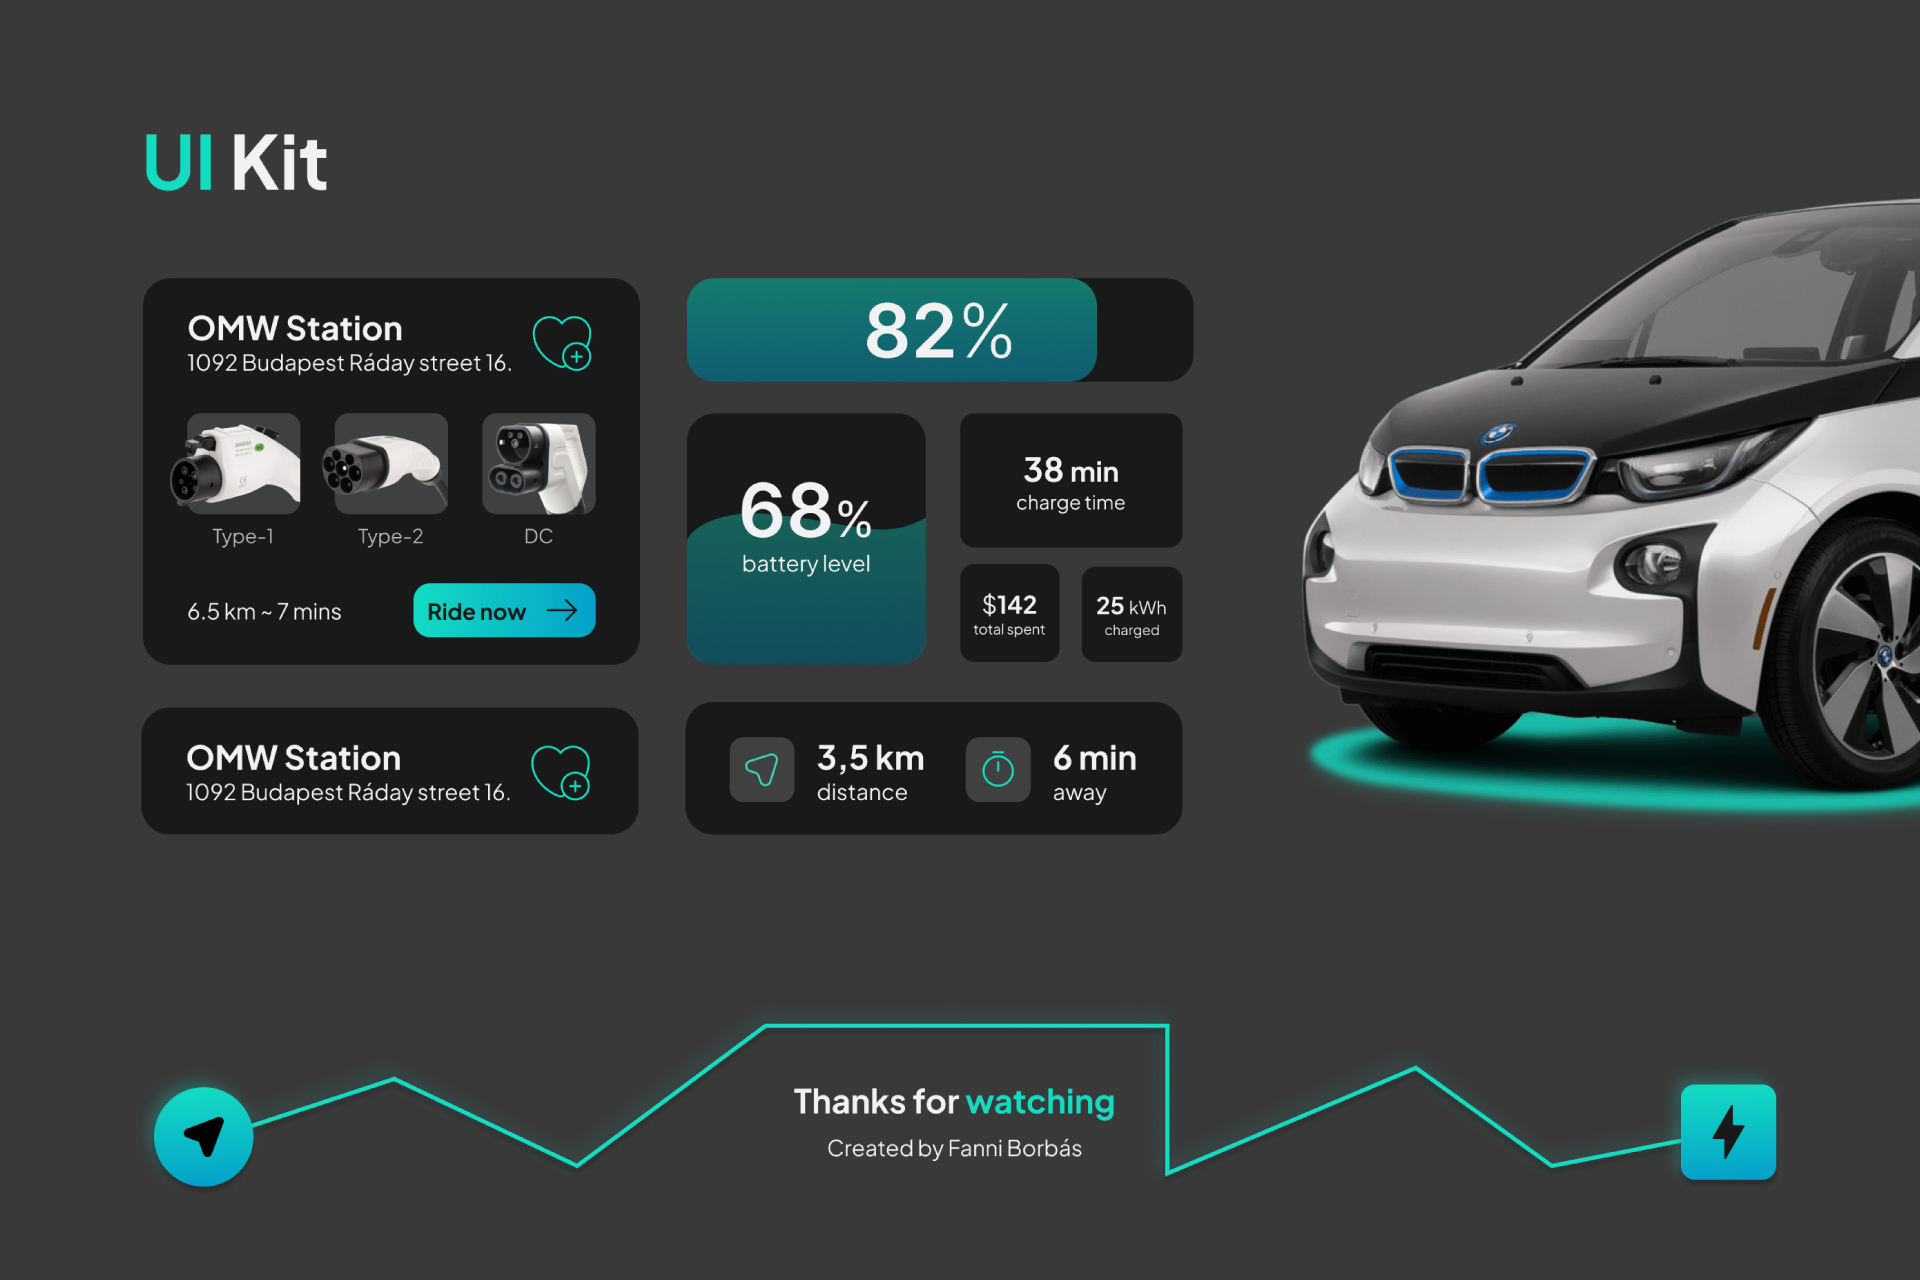 UI Kit
OMW Station
1092 Budapest Ráday street 16.
Type-1
Type-2
DC
6.5 km ~ 7 mins
Ride now
82%
68%
battery level
38 min
charge time
$142
total spent
25 kWh
charged
OMW Station
1092 Budapest Ráday street 16.
3,5 km
distance
6 min
away
Thanks for watching
Created by Fanni Borbás